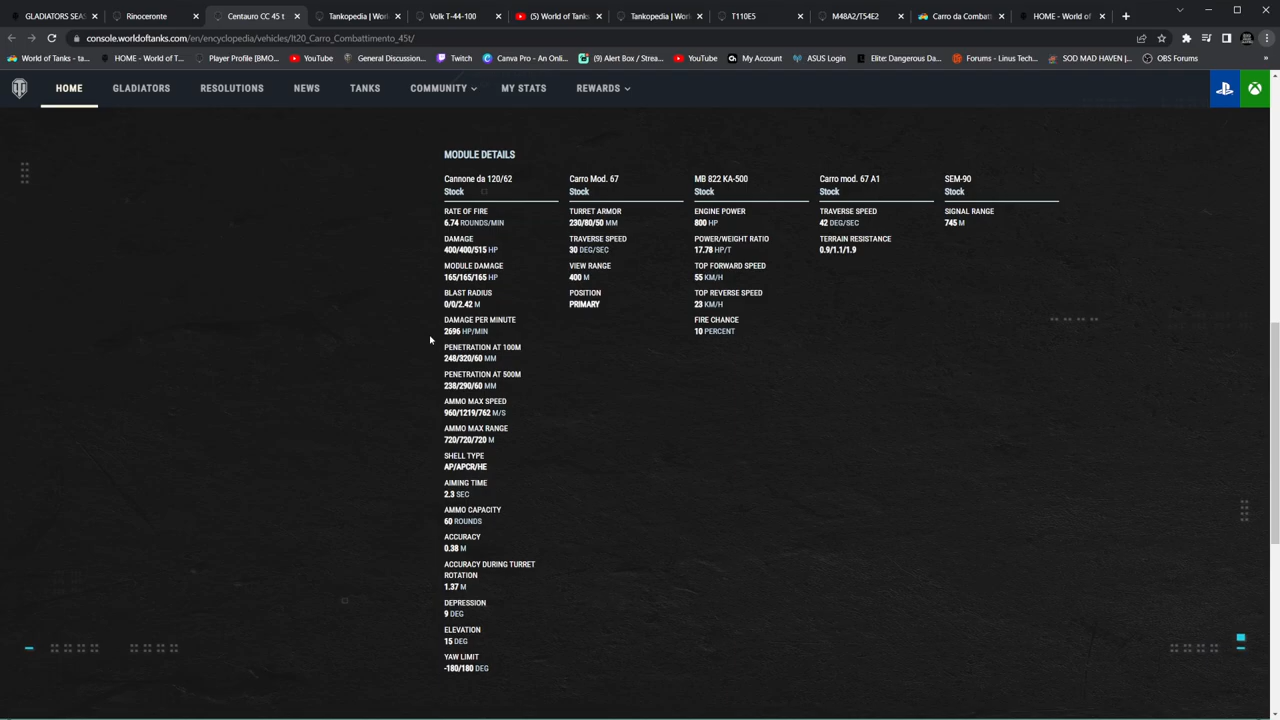 GLADIATORS SEAS
Rinoceronte
Centauro CC 45 t
Tankopedia | Worl
Volk T-44-100
(5) World of Tanks
Tankopedia | World
T110E5
M48A2/T54E2
Carro da Combatti
HOME - World of
console.worldoftanks.com/en/encyclopedia/vehicles/It20_Carro_Combattimento_45t/
World of Tanks - ta...
HOME - World of T...
Player Profile [BMO...
YouTube
General Discussion...
Twitch
Canva Pro - An Onli...
(9) Alert Box / Strea...
YouTube
My Account
ASUS Login
Elite: Dangerous Da...
Forums - Linus Tech...
SOD MAD HAVEN |...
OBS Forums
HOME
GLADIATORS
RESOLUTIONS
NEWS
TANKS
COMMUNITY
MY STATS
REWARDS
MODULE DETAILS
Cannone da 120/62
Stock
RATE OF FIRE
6.74 ROUNDS/MIN
DAMAGE
400/400/515 HP
MODULE DAMAGE
165/165/165 HP
BLAST RADIUS
0/0/2.42 M
DAMAGE PER MINUTE
2696 HP/MIN
PENETRATION AT 100M
248/320/60 MM
PENETRATION AT 500M
238/290/60 MM
AMMO MAX SPEED
960/1219/762 M/S
AMMO MAX RANGE
720/720/720 M
SHELL TYPE
AP/APCR/HE
AIMING TIME
2.3 SEC
AMMO CAPACITY
60 ROUNDS
ACCURACY
0.38 M
ACCURACY DURING TURRET
ROTATION
1.37 M
DEPRESSION
9 DEG
ELEVATION
15 DEG
YAW LIMIT
-180/180 DEG
Carro Mod. 67
Stock
TURRET ARMOR
230/80/50 MM
TRAVERSE SPEED
30 DEG/SEC
VIEW RANGE
400 M
POSITION
PRIMARY
MB 822 KA-500
Stock
ENGINE POWER
800 HP
POWER/WEIGHT RATIO
17.78 HP/T
TOP FORWARD SPEED
55 KM/H
TOP REVERSE SPEED
23 KM/H
FIRE CHANCE
10 PERCENT
Carro mod. 67 A1
Stock
TRAVERSE SPEED
42 DEG/SEC
TERRAIN RESISTANCE
0.9/1.1/1.9
SEM-90
SIGNAL RANGE
745 M